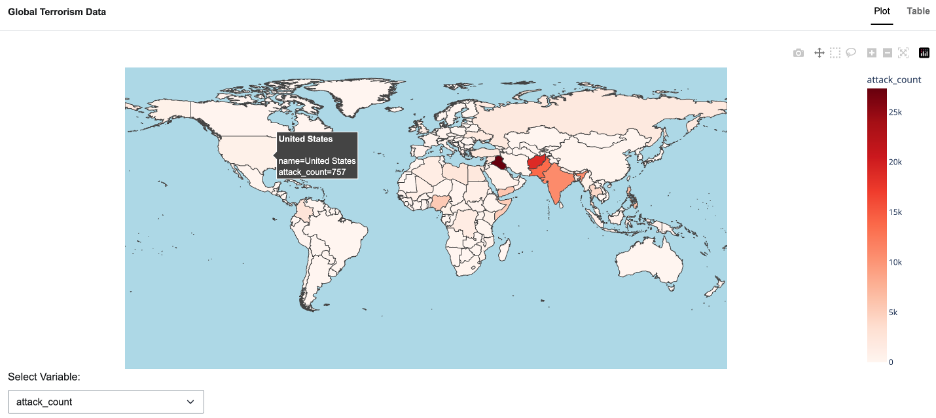 Global Terrorism Data
Plot
Table
attack_count
25k
20k
15k
10k
5k
0
United States
name=United States
attack_count=757
Select Variable:
attack_count